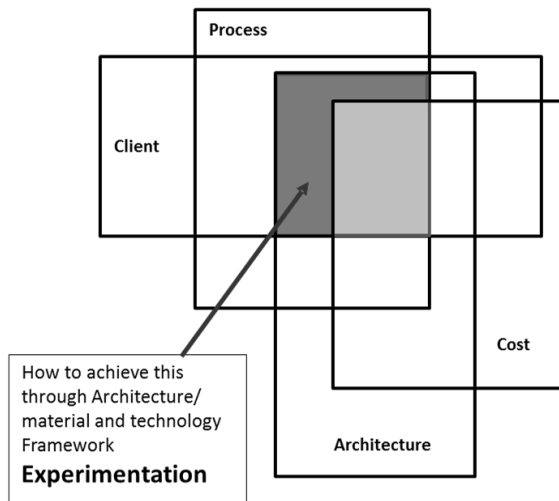 Process
Client
Cost
How to achieve this
through Architecture/
material and technology
Framework
Experimentation
Architecture